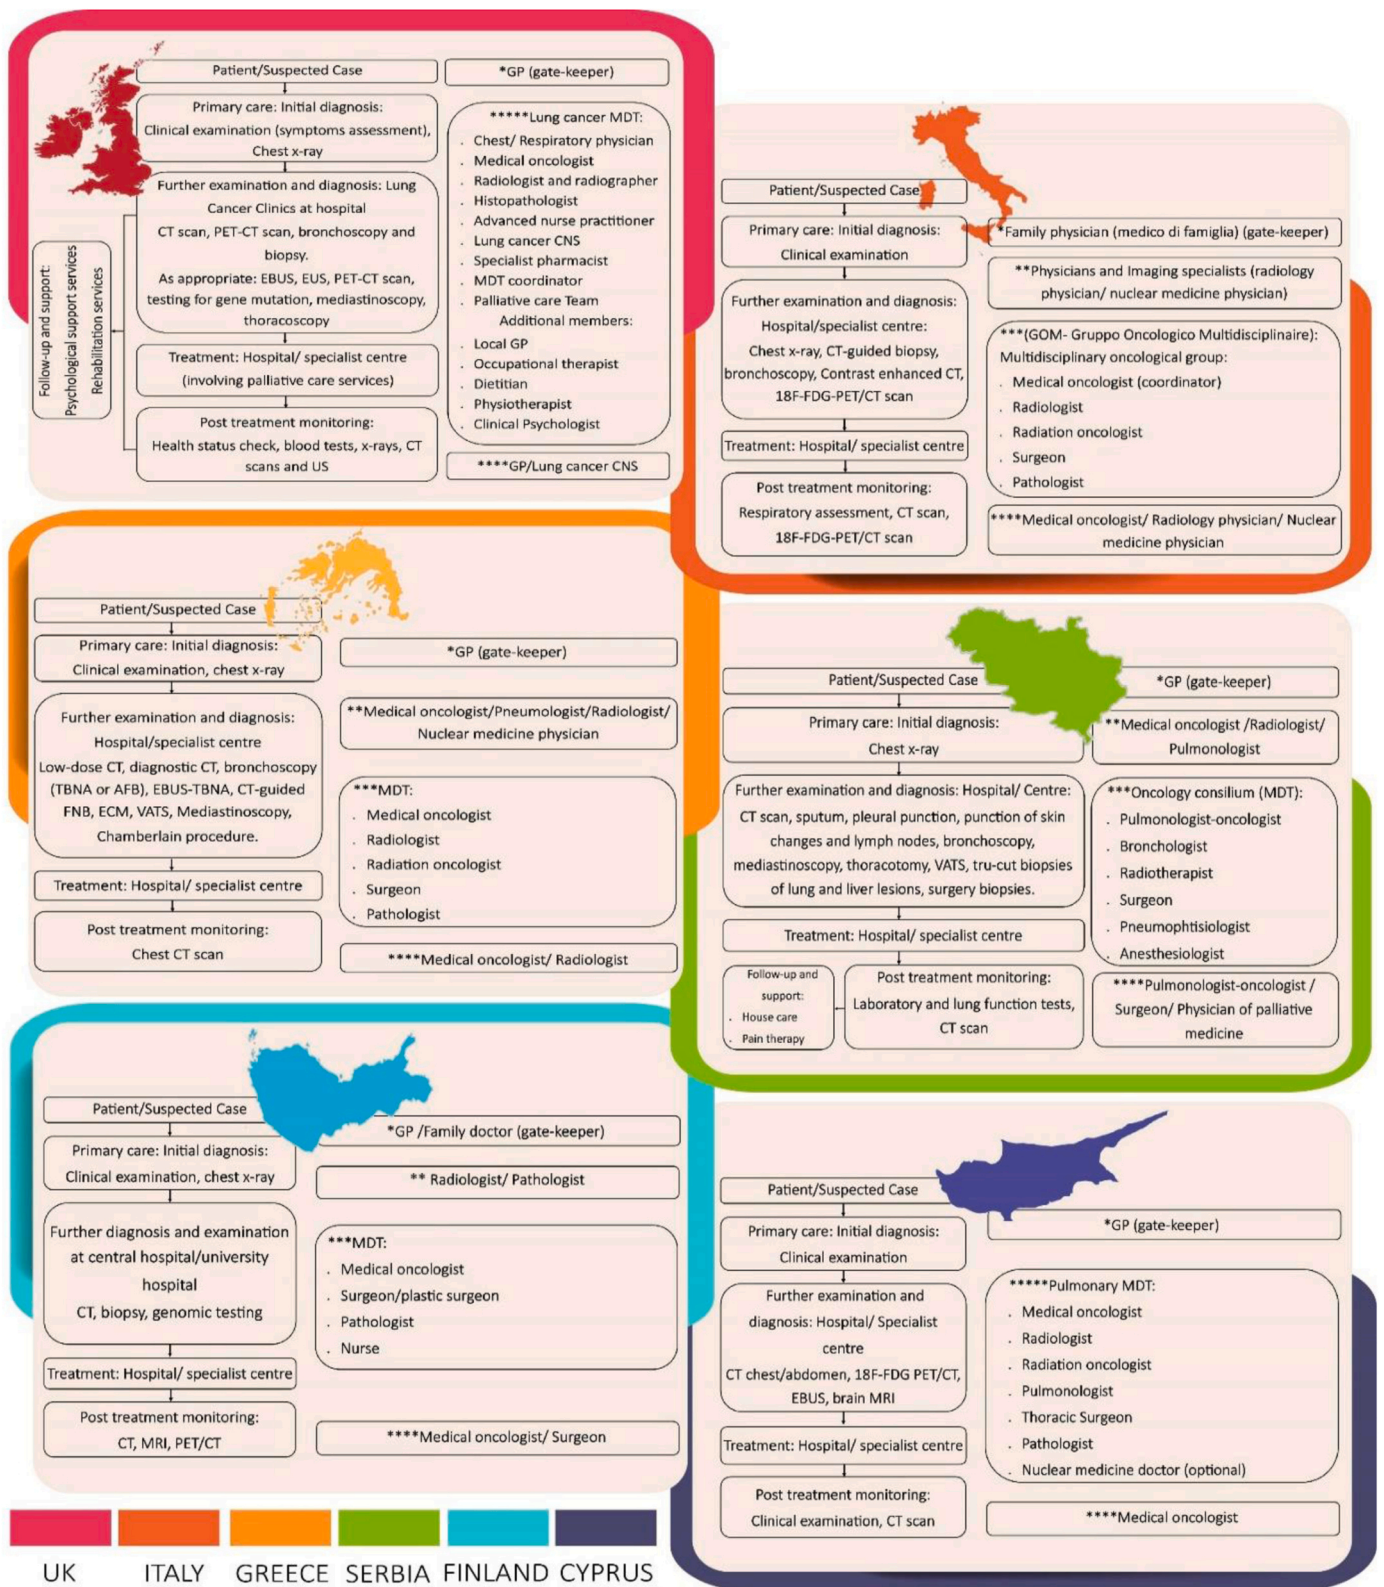 Patient/Suspected Case
Primary care: Initial diagnosis:
Clinical examination (symptoms assessment),
Chest x-ray
Further examination and diagnosis: Lung
Cancer Clinics at hospital
CT scan, PET-CT scan, bronchoscopy and
biopsy.
As appropriate: EBUS, EUS, PET-CT scan,
testing for gene mutation, mediastinoscopy,
thoracoscopy
Treatment: Hospital/ specialist centre
(involving palliative care services)
Post treatment monitoring:
Health status check, blood tests, x-rays, CT
scans and US
Follow-up and support:
Psychological support services
Rehabilitation services
*GP (gate-keeper)
*****Lung cancer MDT:
. Chest/ Respiratory physician
. Medical oncologist
. Radiologist and radiographer
. Histopathologist
. Advanced nurse practitioner
. Lung cancer CNS
. Specialist pharmacist
. MDT coordinator
. Palliative care Team
Additional members:
. Local GP
. Occupational therapist
. Dietitian
. Physiotherapist
. Clinical Psychologist
****GP/Lung cancer CNS
Patient/Suspected Case
Primary care: Initial diagnosis:
Clinical examination
Further examination and diagnosis:
Hospital/specialist centre:
Chest x-ray, CT-guided biopsy,
bronchoscopy, Contrast enhanced CT,
18F-FDG-PET/CT scan
Treatment: Hospital/ specialist centre
Post treatment monitoring:
Respiratory assessment, CT scan,
18F-FDG-PET/CT scan
*Family physician (medico di famiglia) (gate-keeper)
**Physicians and Imaging specialists (radiology
physician/ nuclear medicine physician)
***(GOM- Gruppo Oncologico Multidisciplinaire):
Multidisciplinary oncological group:
. Medical oncologist (coordinator)
. Radiologist
. Radiation oncologist
. Surgeon
. Pathologist
****Medical oncologist/ Radiology physician/ Nuclear
medicine physician
Patient/Suspected Case
Primary care: Initial diagnosis:
Clinical examination, chest x-ray
Further examination and diagnosis:
Hospital/specialist centre
Low-dose CT, diagnostic CT, bronchoscopy
(TBNA or AFB), EBUS-TBNA, CT-guided
FNB, ECM, VATS, Mediastinoscopy,
Chamberlain procedure.
Treatment: Hospital/ specialist centre
Post treatment monitoring:
Chest CT scan
*GP (gate-keeper)
**Medical oncologist/Pneumologist/Radiologist/
Nuclear medicine physician
***MDT:
. Medical oncologist
. Radiologist
. Radiation oncologist
. Surgeon
. Pathologist
****Medical oncologist/ Radiologist
Patient/Suspected Case
Primary care: Initial diagnosis:
Chest x-ray
Further examination and diagnosis: Hospital/ Centre:
CT scan, sputum, pleural punction, punction of skin
changes and lymph nodes, bronchoscopy,
mediastinoscopy, thoracotomy, VATS, tru-cut biopsies
of lung and liver lesions, surgery biopsies.
Treatment: Hospital/ specialist centre
Post treatment monitoring:
Laboratory and lung function tests,
CT scan
Follow-up and
support:
. House care
. Pain therapy
*GP (gate-keeper)
**Medical oncologist /Radiologist/
Pulmonologist
***Oncology consilium (MDT):
. Pulmonologist-oncologist
. Bronchologist
. Radiotherapist
. Surgeon
. Pneumophtisiologist
. Anesthesiologist
****Pulmonologist-oncologist /
Surgeon/ Physician of palliative
medicine
Patient/Suspected Case
Primary care: Initial diagnosis:
Clinical examination, chest x-ray
Further diagnosis and examination
at central hospital/university
hospital
CT, biopsy, genomic testing
Treatment: Hospital/ specialist centre
Post treatment monitoring:
CT, MRI, PET/CT
*GP /Family doctor (gate-keeper)
** Radiologist/ Pathologist
***MDT:
. Medical oncologist
. Surgeon/plastic surgeon
. Pathologist
. Nurse
****Medical oncologist/ Surgeon
Patient/Suspected Case
Primary care: Initial diagnosis:
Clinical examination
Further examination and
diagnosis: Hospital/ Specialist
centre
CT chest/abdomen, 18F-FDG PET/CT,
EBUS, brain MRI
Treatment: Hospital/ specialist centre
Post treatment monitoring:
Clinical examination, CT scan
*GP (gate-keeper)
*****Pulmonary MDT:
. Medical oncologist
. Radiologist
. Radiation oncologist
. Pulmonologist
. Thoracic Surgeon
. Pathologist
. Nuclear medicine doctor (optional)
****Medical oncologist
UK ITALY GREECE SERBIA FINLAND CYPRUS